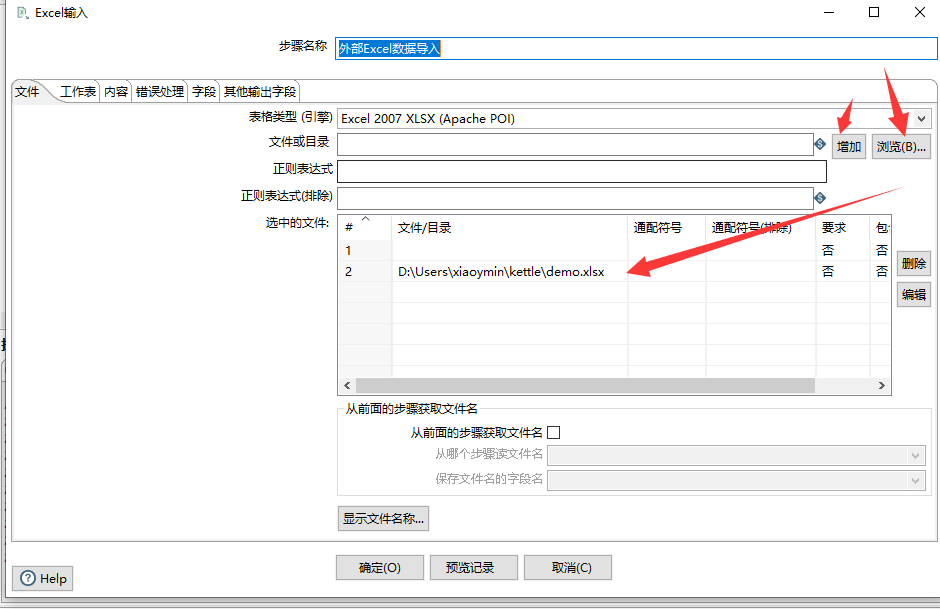 Excel输入
步骤名称 外部Excel数据导入
文件 工作表 内容 错误处理 字段 其他输出字段
表格类型 (引擎) Excel 2007 XLSX (Apache POI)
文件或目录 增加 浏览(B)...
正则表达式
正则表达式(排除)
选中的文件:
# 文件/目录 通配符号 通配符号(排除) 要求
1 否 否
2 D:\Users\xiaoymin\kettle\demo.xlsx 否 否
删除
编辑
从前面的步骤获取文件名
从前面的步骤获取文件名
从哪个步骤读文件名
保存文件名的字段名
显示文件名称...
确定(O) 预览记录 取消(C)
Help